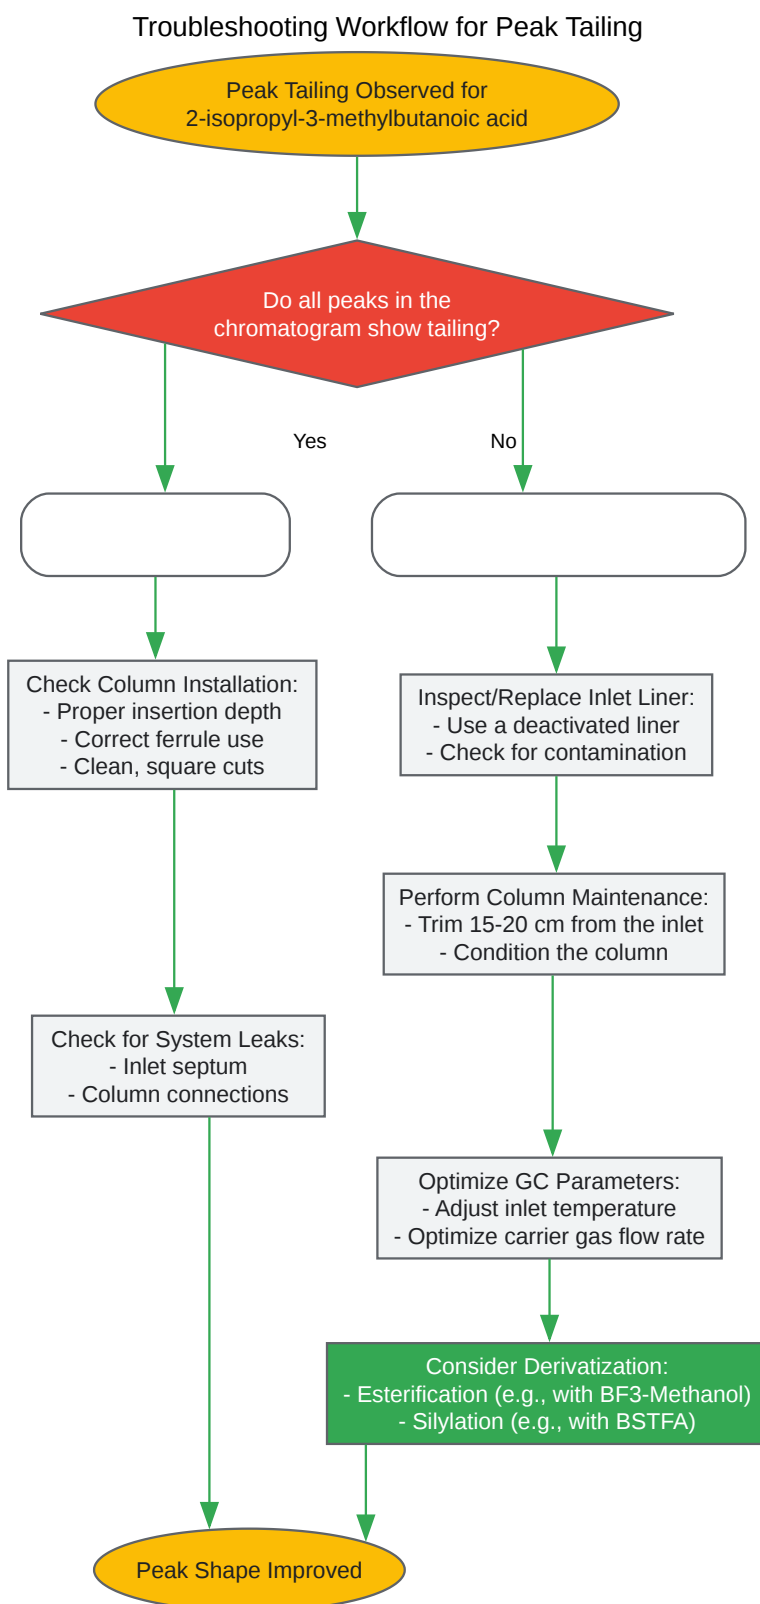 Troubleshooting Workflow for Peak Tailing
Peak Tailing Observed for
2-isopropyl-3-methylbutanoic acid
Do all peaks in the
chromatogram show tailing?
Yes
No
Check Column Installation:
- Proper insertion depth
- Correct ferrule use
- Clean, square cuts
Inspect/Replace Inlet Liner:
- Use a deactivated liner
- Check for contamination
Perform Column Maintenance:
- Trim 15-20 cm from the inlet
- Condition the column
Check for System Leaks:
- Inlet septum
- Column connections
Optimize GC Parameters:
- Adjust inlet temperature
- Optimize carrier gas flow rate
Consider Derivatization:
- Esterification (e.g., with BF3-Methanol)
- Silylation (e.g., with BSTFA)
Peak Shape Improved